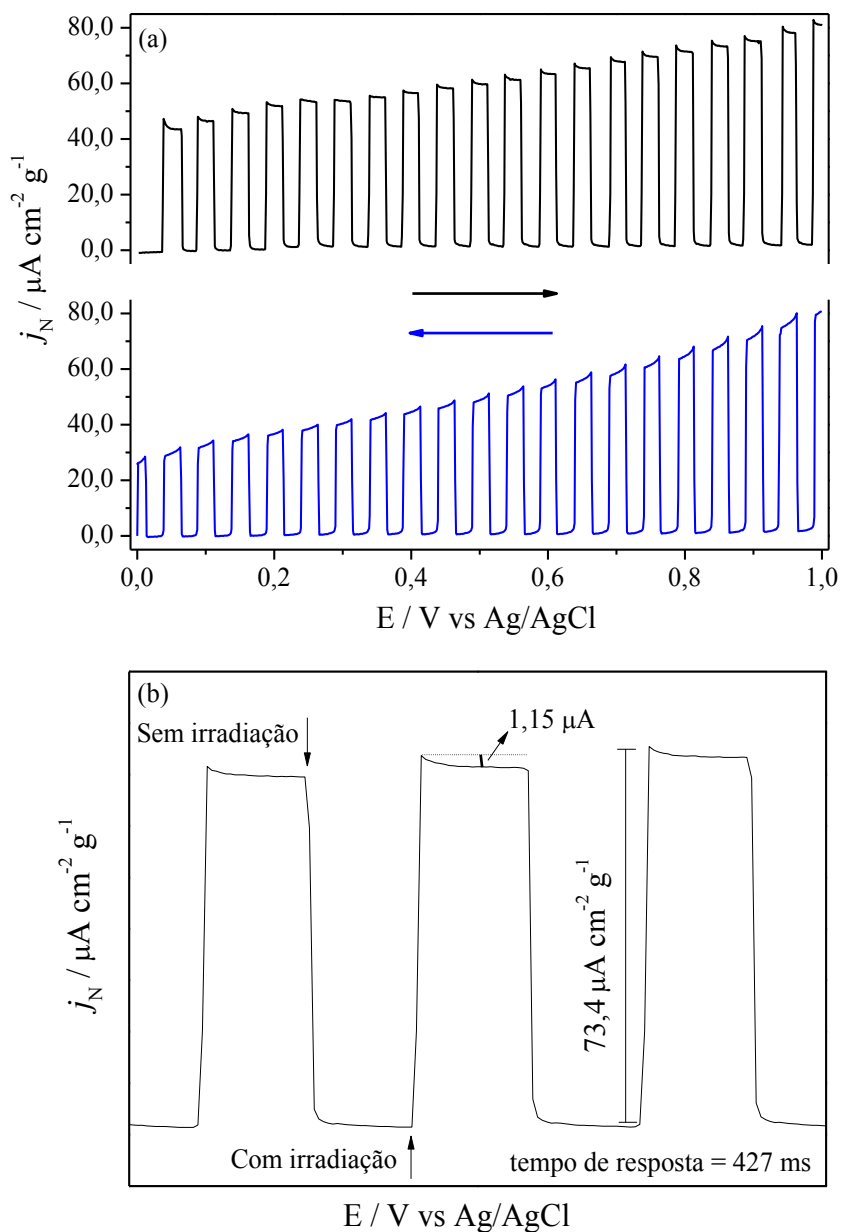 (a)
80,0
60,0
40,0
20,0
0,0
80,0
60,0
40,0
20,0
0,0
j_N / μA cm⁻² g⁻¹
0,0 0,2 0,4 0,6 0,8 1,0
E / V vs Ag/AgCl
(b)
1,15 μA
Sem irradiação
73,4 μA cm⁻² g⁻¹
j_N / μA cm⁻² g⁻¹
Com irradiação
tempo de resposta = 427 ms
E / V vs Ag/AgCl